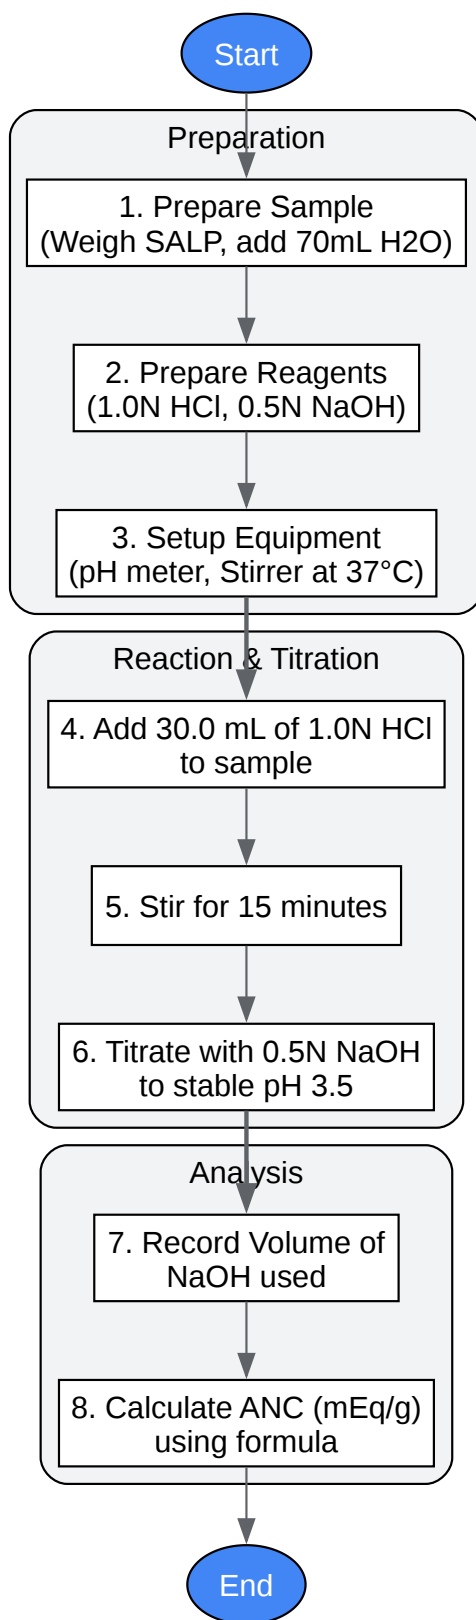 Start
Preparation
1. Prepare Sample
(Weigh SALP, add 70mL H2O)
2. Prepare Reagents
(1.0N HCl, 0.5N NaOH)
3. Setup Equipment
(pH meter, Stirrer at 37°C)
Reaction & Titration
4. Add 30.0 mL of 1.0N HCl
to sample
5. Stir for 15 minutes
6. Titrate with 0.5N NaOH
to stable pH 3.5
Analysis
7. Record Volume of
NaOH used
8. Calculate ANC (mEq/g)
using formula
End